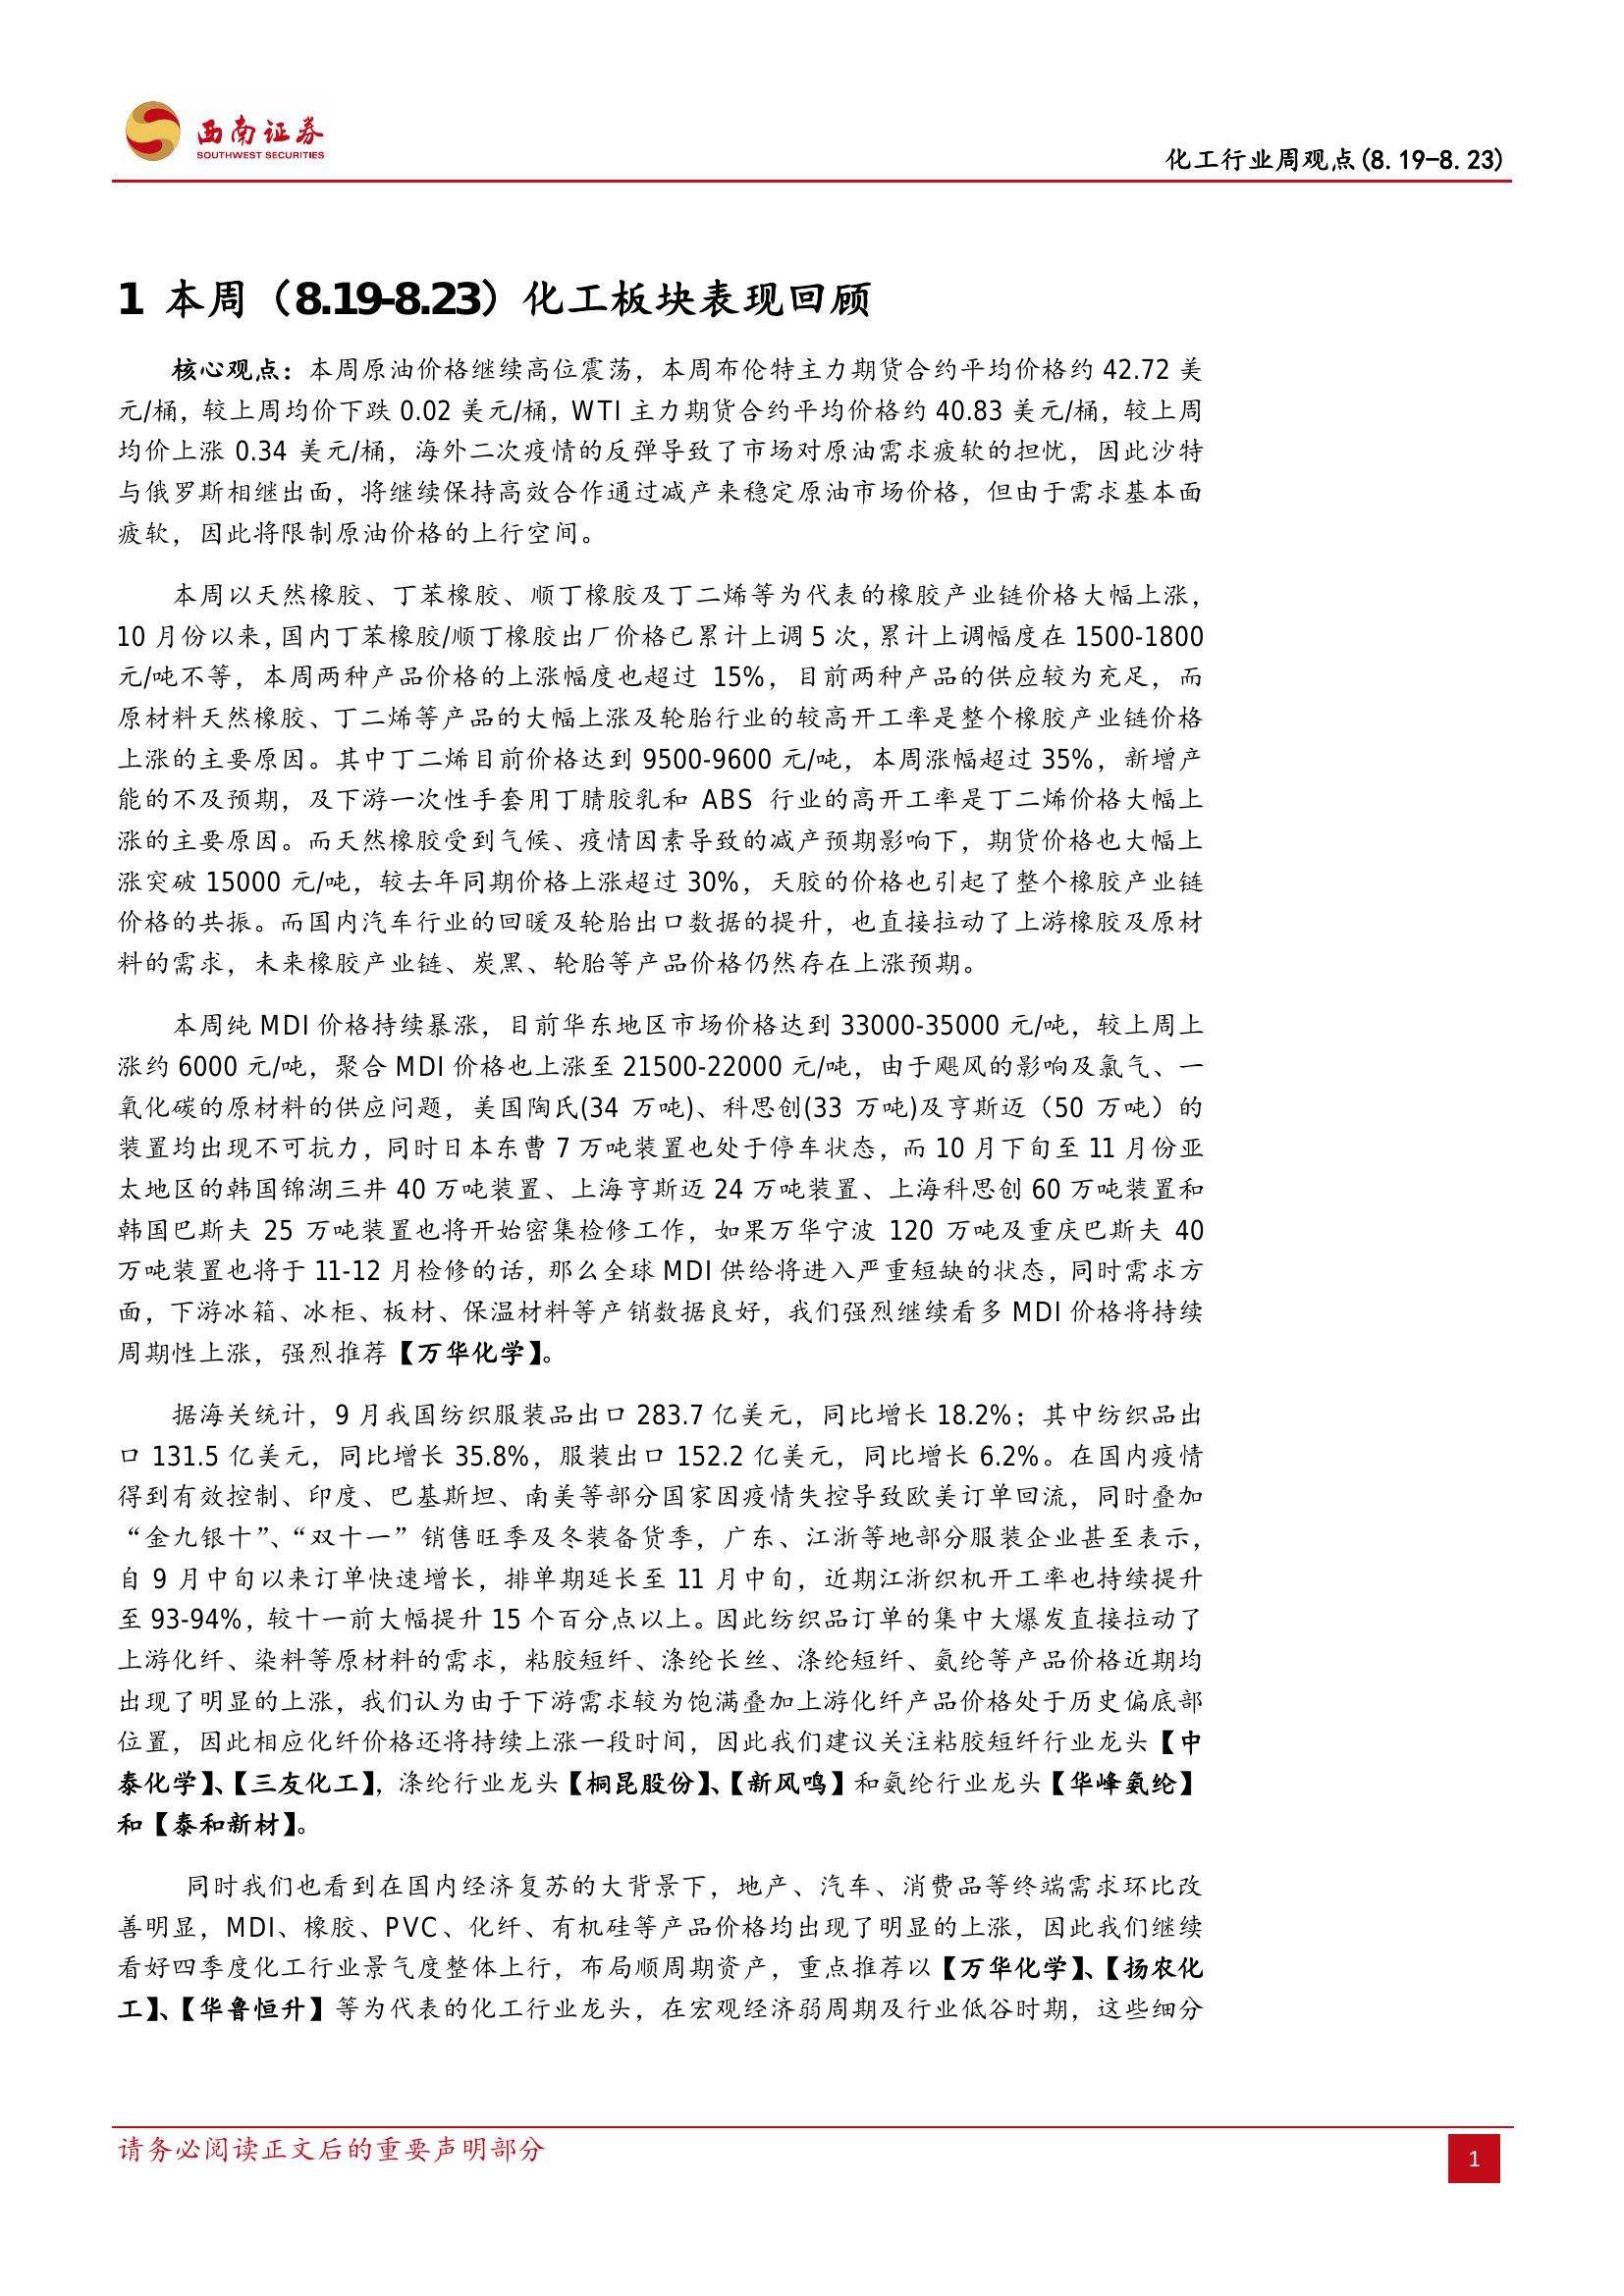 西南证券
SOUTHWEST SECURITIES
化工行业周观点(8.19-8.23)
1 本周（8.19-8.23）化工板块表现回顾
核心观点：本周原油价格继续高位震荡，本周布伦特主力期货合约平均价格约 42.72 美
元/桶，较上周均价下跌 0.02 美元/桶，WTI 主力期货合约平均价格约 40.83 美元/桶，较上周
均价上涨 0.34 美元/桶，海外二次疫情的反弹导致了市场对原油需求疲软的担忧，因此沙特
与俄罗斯相继出面，将继续保持高效合作通过减产来稳定原油市场价格，但由于需求基本面
疲软，因此将限制原油价格的上行空间。
本周以天然橡胶、丁苯橡胶、顺丁橡胶及丁二烯等为代表的橡胶产业链价格大幅上涨，
10 月份以来，国内丁苯橡胶/顺丁橡胶出厂价格已累计上调 5 次，累计上调幅度在 1500-1800
元/吨不等，本周两种产品价格的上涨幅度也超过 15%，目前两种产品的供应较为充足，而
原材料天然橡胶、丁二烯等产品的大幅上涨及轮胎行业的较高开工率是整个橡胶产业链价格
上涨的主要原因。其中丁二烯目前价格达到 9500-9600 元/吨，本周涨幅超过 35%，新增产
能的不及预期，及下游一次性手套用丁腈胶乳和 ABS 行业的高开工率是丁二烯价格大幅上
涨的主要原因。而天然橡胶受到气候、疫情因素导致的减产预期影响下，期货价格也大幅上
涨突破 15000 元/吨，较去年同期价格上涨超过 30%，天胶的价格也引起了整个橡胶产业链
价格的共振。而国内汽车行业的回暖及轮胎出口数据的提升，也直接拉动了上游橡胶及原材
料的需求，未来橡胶产业链、炭黑、轮胎等产品价格仍然存在上涨预期。
本周纯 MDI 价格持续暴涨，目前华东地区市场价格达到 33000-35000 元/吨，较上周上
涨约 6000 元/吨，聚合 MDI 价格也上涨至 21500-22000 元/吨，由于飓风的影响及氯气、一
氧化碳的原材料的供应问题，美国陶氏(34 万吨)、科思创(33 万吨)及亨斯迈（50 万吨）的
装置均出现不可抗力，同时日本东曹 7 万吨装置也处于停车状态，而 10 月下旬至 11 月份亚
太地区的韩国锦湖三井 40 万吨装置、上海亨斯迈 24 万吨装置、上海科思创 60 万吨装置和
韩国巴斯夫 25 万吨装置也将开始密集检修工作，如果万华宁波 120 万吨及重庆巴斯夫 40
万吨装置也将于 11-12 月检修的话，那么全球 MDI 供给将进入严重短缺的状态，同时需求方
面，下游冰箱、冰柜、板材、保温材料等产销数据良好，我们强烈继续看多 MDI 价格将持续
周期性上涨，强烈推荐【万华化学】。
据海关统计，9 月我国纺织服装品出口 283.7 亿美元，同比增长 18.2%；其中纺织品出
口 131.5 亿美元，同比增长 35.8%，服装出口 152.2 亿美元，同比增长 6.2%。在国内疫情
得到有效控制、印度、巴基斯坦、南美等部分国家因疫情失控导致欧美订单回流，同时叠加
“金九银十”、“双十一”销售旺季及冬装备货季，广东、江浙等地部分服装企业甚至表示，
自 9 月中旬以来订单快速增长，排单期延长至 11 月中旬，近期江浙织机开工率也持续提升
至 93-94%，较十一前大幅提升 15 个百分点以上。因此纺织品订单的集中大爆发直接拉动了
上游化纤、染料等原材料的需求，粘胶短纤、涤纶长丝、涤纶短纤、氨纶等产品价格近期均
出现了明显的上涨，我们认为由于下游需求较为饱满叠加上游化纤产品价格处于历史偏底部
位置，因此相应化纤价格还将持续上涨一段时间，因此我们建议关注粘胶短纤行业龙头【中
泰化学】、【三友化工】，涤纶行业龙头【桐昆股份】、【新风鸣】和氨纶行业龙头【华峰氨纶】
和【泰和新材】。
同时我们也看到在国内经济复苏的大背景下，地产、汽车、消费品等终端需求环比改
善明显，MDI、橡胶、PVC、化纤、有机硅等产品价格均出现了明显的上涨，因此我们继续
看好四季度化工行业景气度整体上行，布局顺周期资产，重点推荐以【万华化学】、【扬农化
工】、【华鲁恒升】等为代表的化工行业龙头，在宏观经济弱周期及行业低谷时期，这些细分
请务必阅读正文后的重要声明部分
1